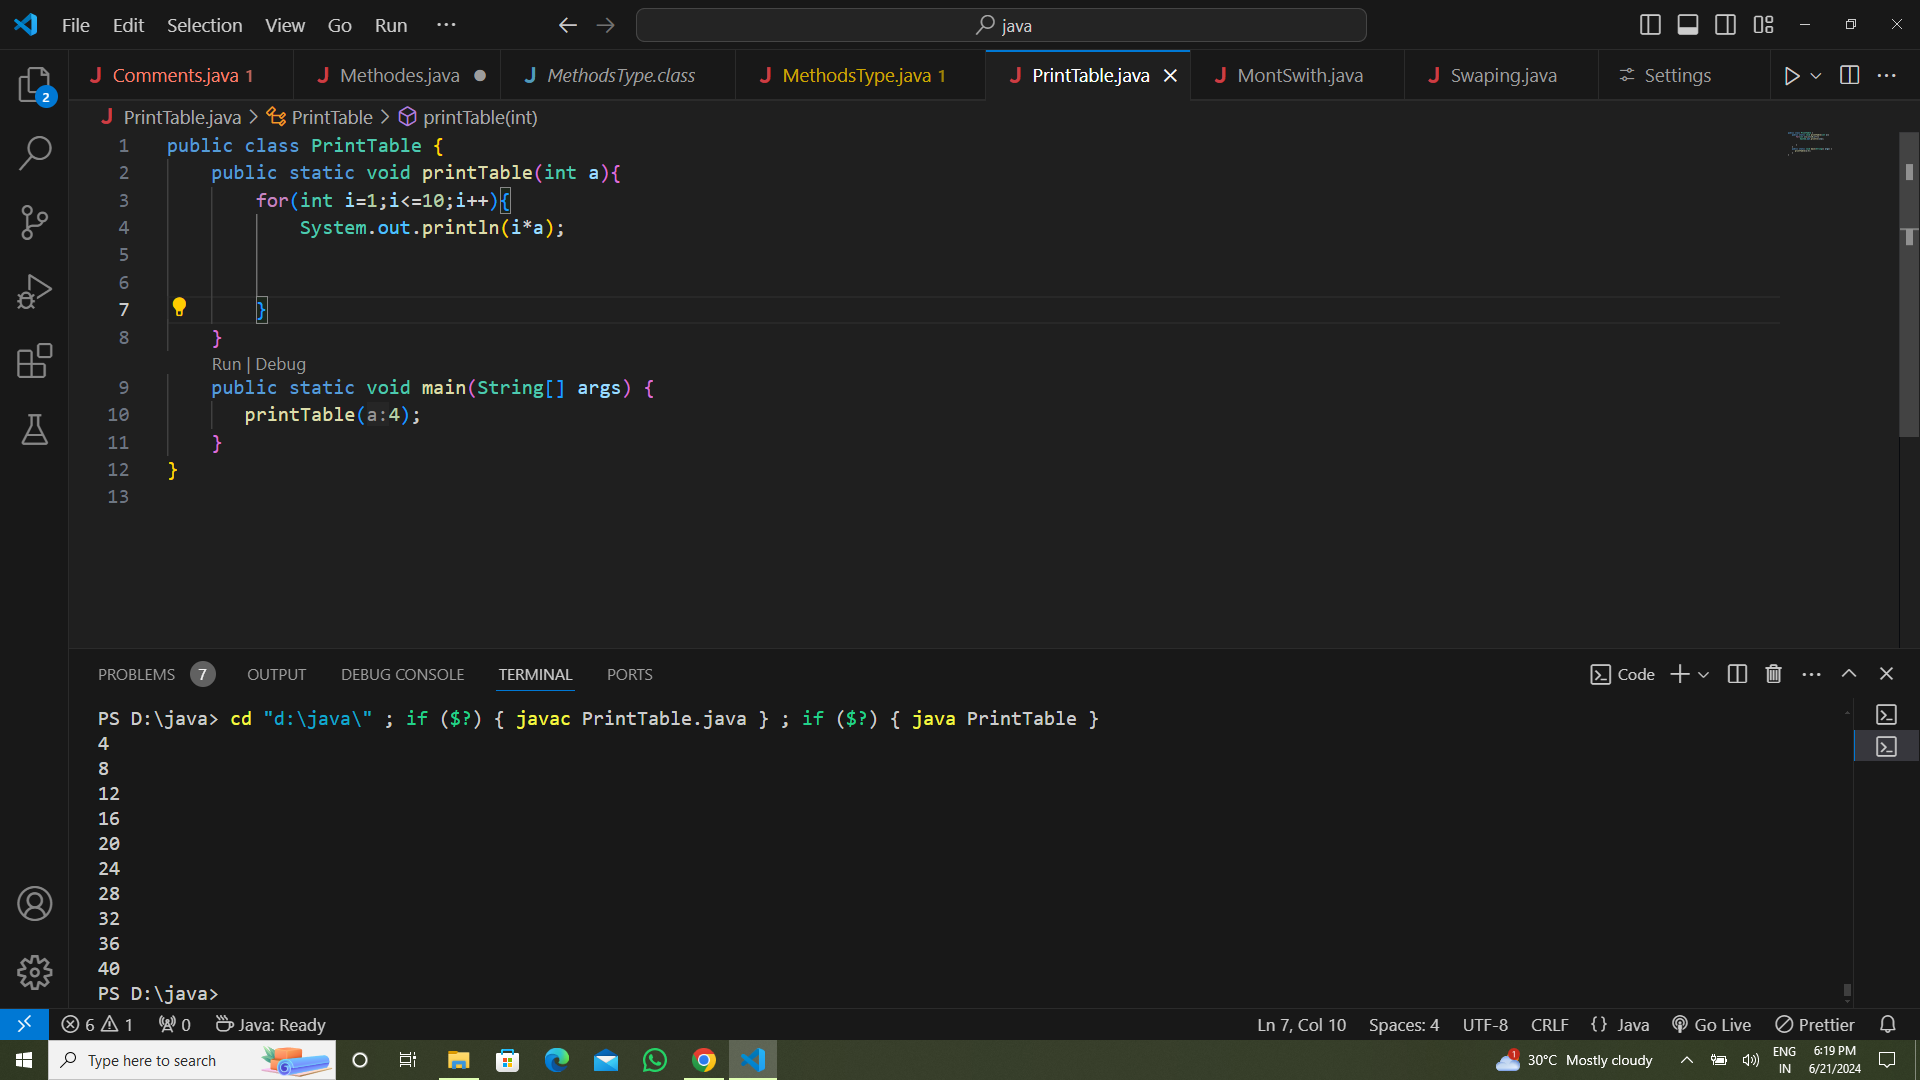 File Edit Selection View Go Run ··· java
Comments.java 1 Methodes.java MethodsType.class MethodsType.java 1 PrintTable.java MontSwith.java Swaping.java Settings
PrintTable.java > PrintTable > printTable(int)
1 public class PrintTable {
2 public static void printTable(int a){
3 for(int i=1;i<=10;i++){
4 System.out.println(i*a);
5
6
7 }
8 }
Run | Debug
9 public static void main(String[] args) {
10 printTable(a:4);
11 }
12 }
13
2
PROBLEMS 7 OUTPUT DEBUG CONSOLE TERMINAL PORTS Code
PS D:\java> cd "d:\java\" ; if ($?) { javac PrintTable.java } ; if ($?) { java PrintTable }
4
8
12
16
20
24
28
32
36
40
PS D:\java>
6 1 0 Java: Ready Ln 7, Col 10 Spaces: 4 UTF-8 CRLF {} Java Go Live Prettier
Type here to search 1 30°C Mostly cloudy ENG IN 6:19 PM 6/21/2024